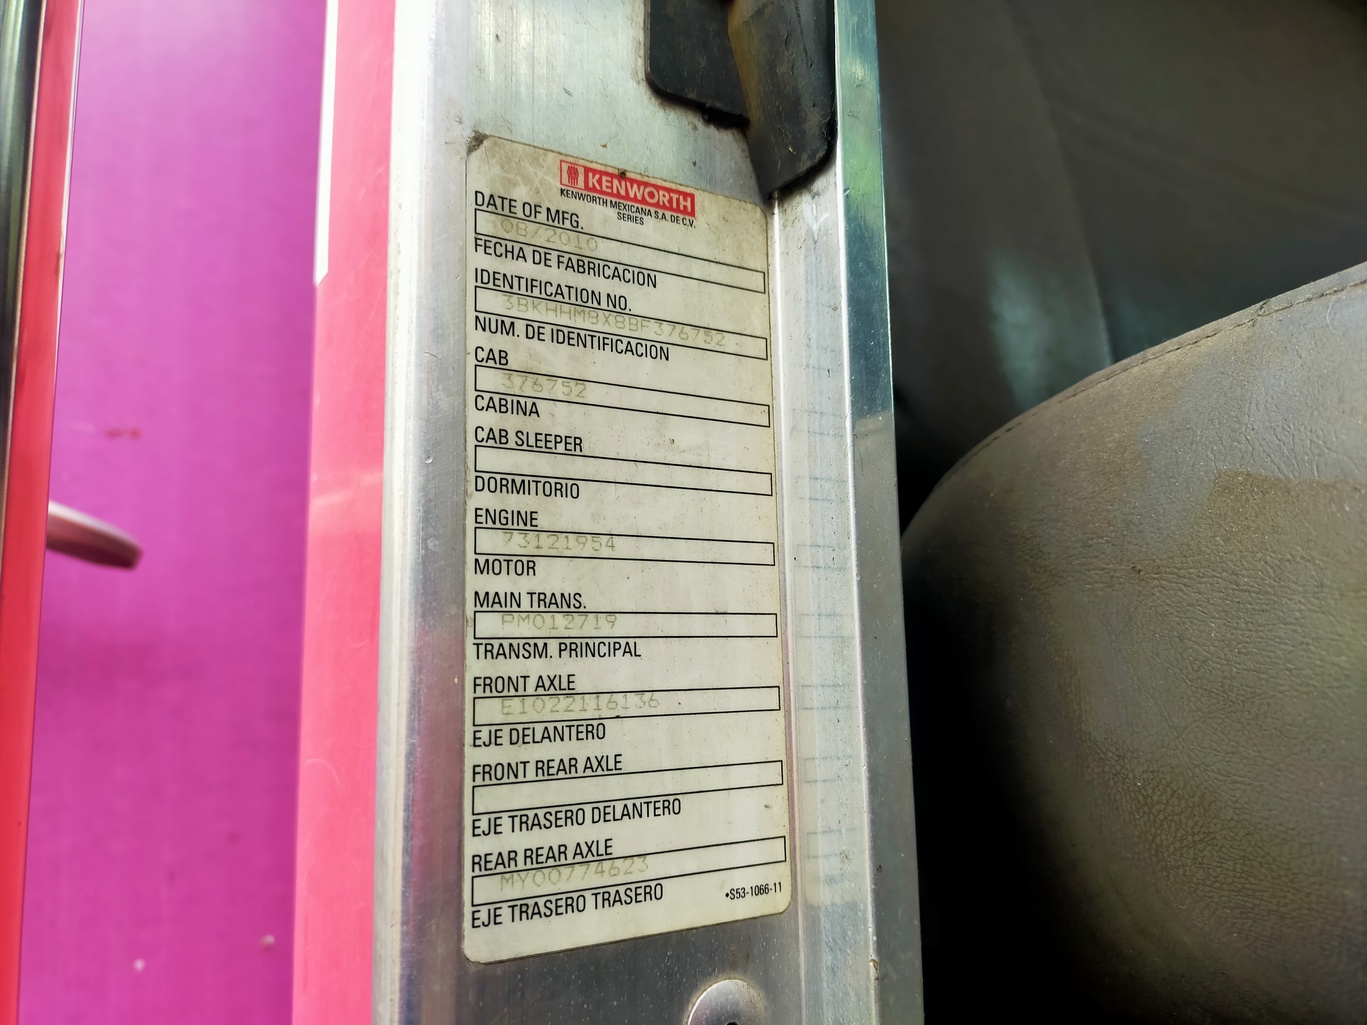 KENWORTH
KENWORTH MEXICANA S.A. DE C.V.
SERIES
DATE OF MFG.
08/2010
FECHA DE FABRICACION
IDENTIFICATION NO.
3BKHHM8X8BF376752
NUM. DE IDENTIFICACION
CAB
376752
CABINA
CAB SLEEPER
DORMITORIO
ENGINE
73121954
MOTOR
MAIN TRANS.
PM012719
TRANSM. PRINCIPAL
FRONT AXLE
E1022116136
EJE DELANTERO
FRONT REAR AXLE
EJE TRASERO DELANTERO
REAR REAR AXLE
MY00774623
EJE TRASERO TRASERO
•S53-1066-11